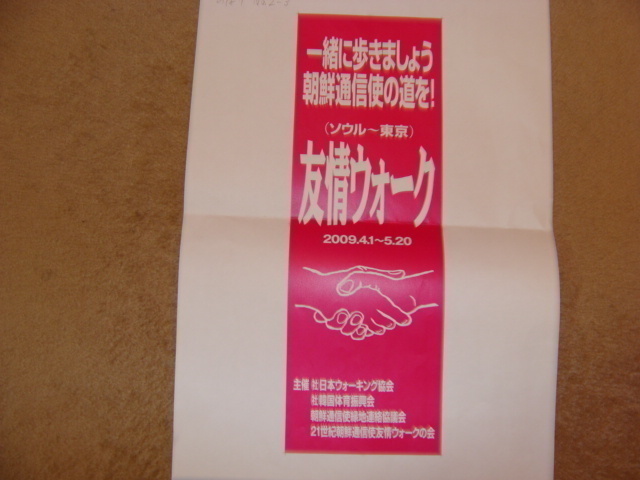 一緒に歩きましょう
朝鮮通信使の道を!
(ソウル〜東京)
友情ウォーク
2009.4.1〜5.20
主催 ㈳日本ウォーキング協会
㈳韓国体育振興会
朝鮮通信使縁地連絡協議会
21世紀朝鮮通信使友情ウォークの会